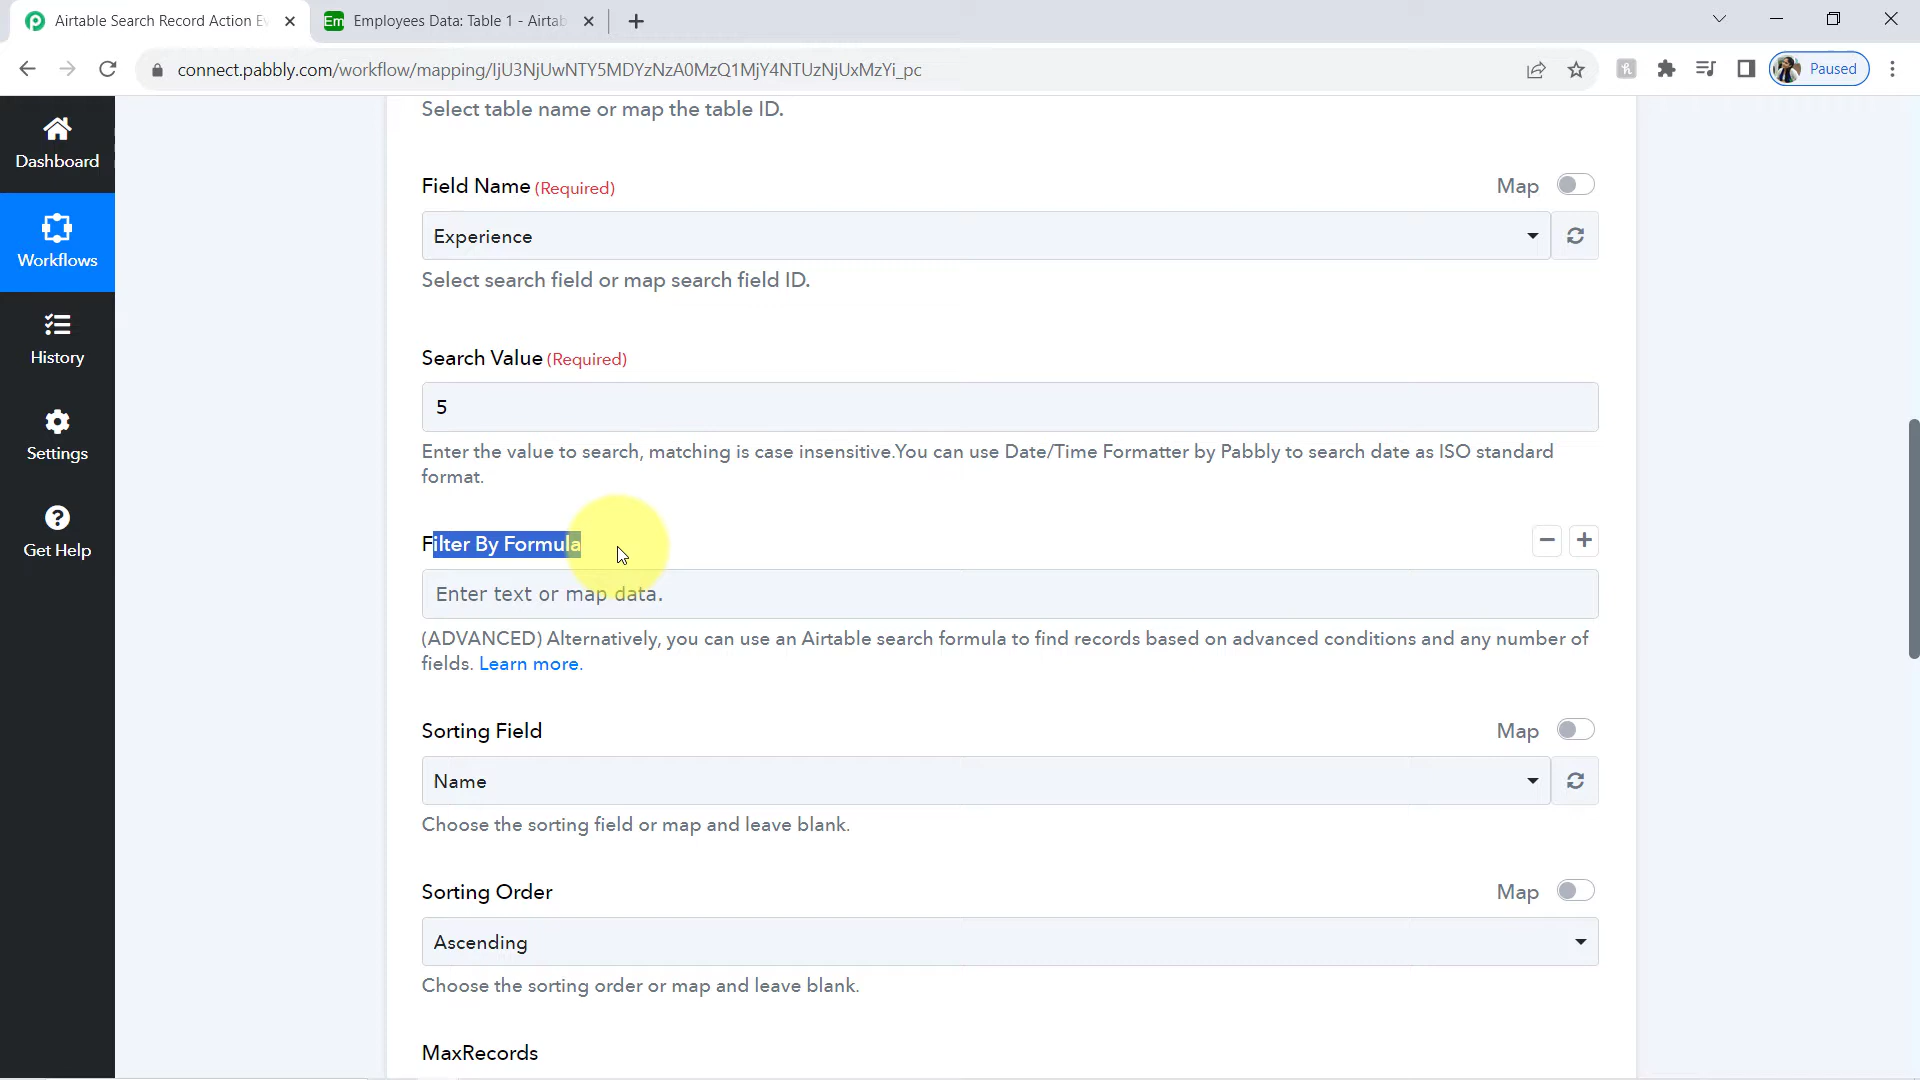 Airtable Search Record Action Ev
Em Employees Data: Table 1 - Airtab
connect.pabbly.com/workflow/mapping/IjU3NjUwNTY5MDYzNzA0MzQ1MjY4NTUzNjUxMzYi_pc
Paused
Dashboard
Workflows
History
Settings
Get Help
Select table name or map the table ID.
Field Name (Required) Map
Experience
Select search field or map search field ID.
Search Value (Required)
5
Enter the value to search, matching is case insensitive.You can use Date/Time Formatter by Pabbly to search date as ISO standard
format.
Filter By Formula
Enter text or map data.
(ADVANCED) Alternatively, you can use an Airtable search formula to find records based on advanced conditions and any number of
fields. Learn more.
Sorting Field Map
Name
Choose the sorting field or map and leave blank.
Sorting Order Map
Ascending
Choose the sorting order or map and leave blank.
MaxRecords